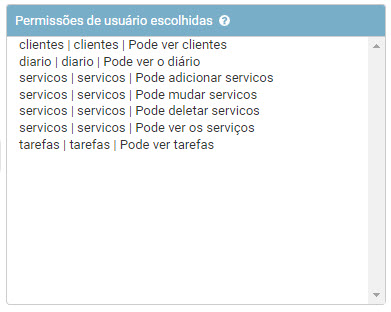 Permissões de usuário escolhidas ?
clientes | clientes | Pode ver clientes
diario | diario | Pode ver o diário
servicos | servicos | Pode adicionar servicos
servicos | servicos | Pode mudar servicos
servicos | servicos | Pode deletar servicos
servicos | servicos | Pode ver os serviços
tarefas | tarefas | Pode ver tarefas